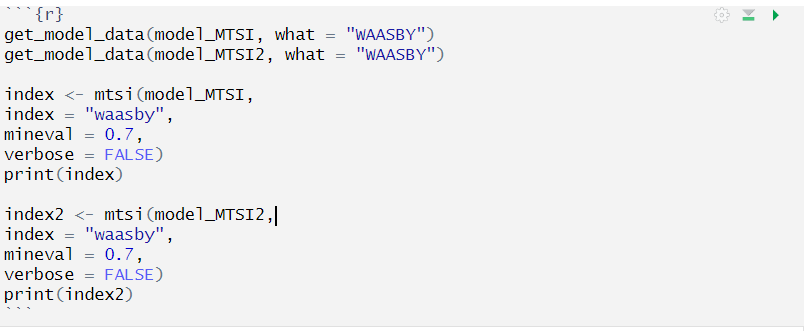 ```{r}
get_model_data(model_MTSI, what = "WAASBY")
get_model_data(model_MTSI2, what = "WAASBY")
index <- mtsi(model_MTSI,
index = "waasby",
mineval = 0.7,
verbose = FALSE)
print(index)
index2 <- mtsi(model_MTSI2,
index = "waasby",
mineval = 0.7,
verbose = FALSE)
print(index2)
```